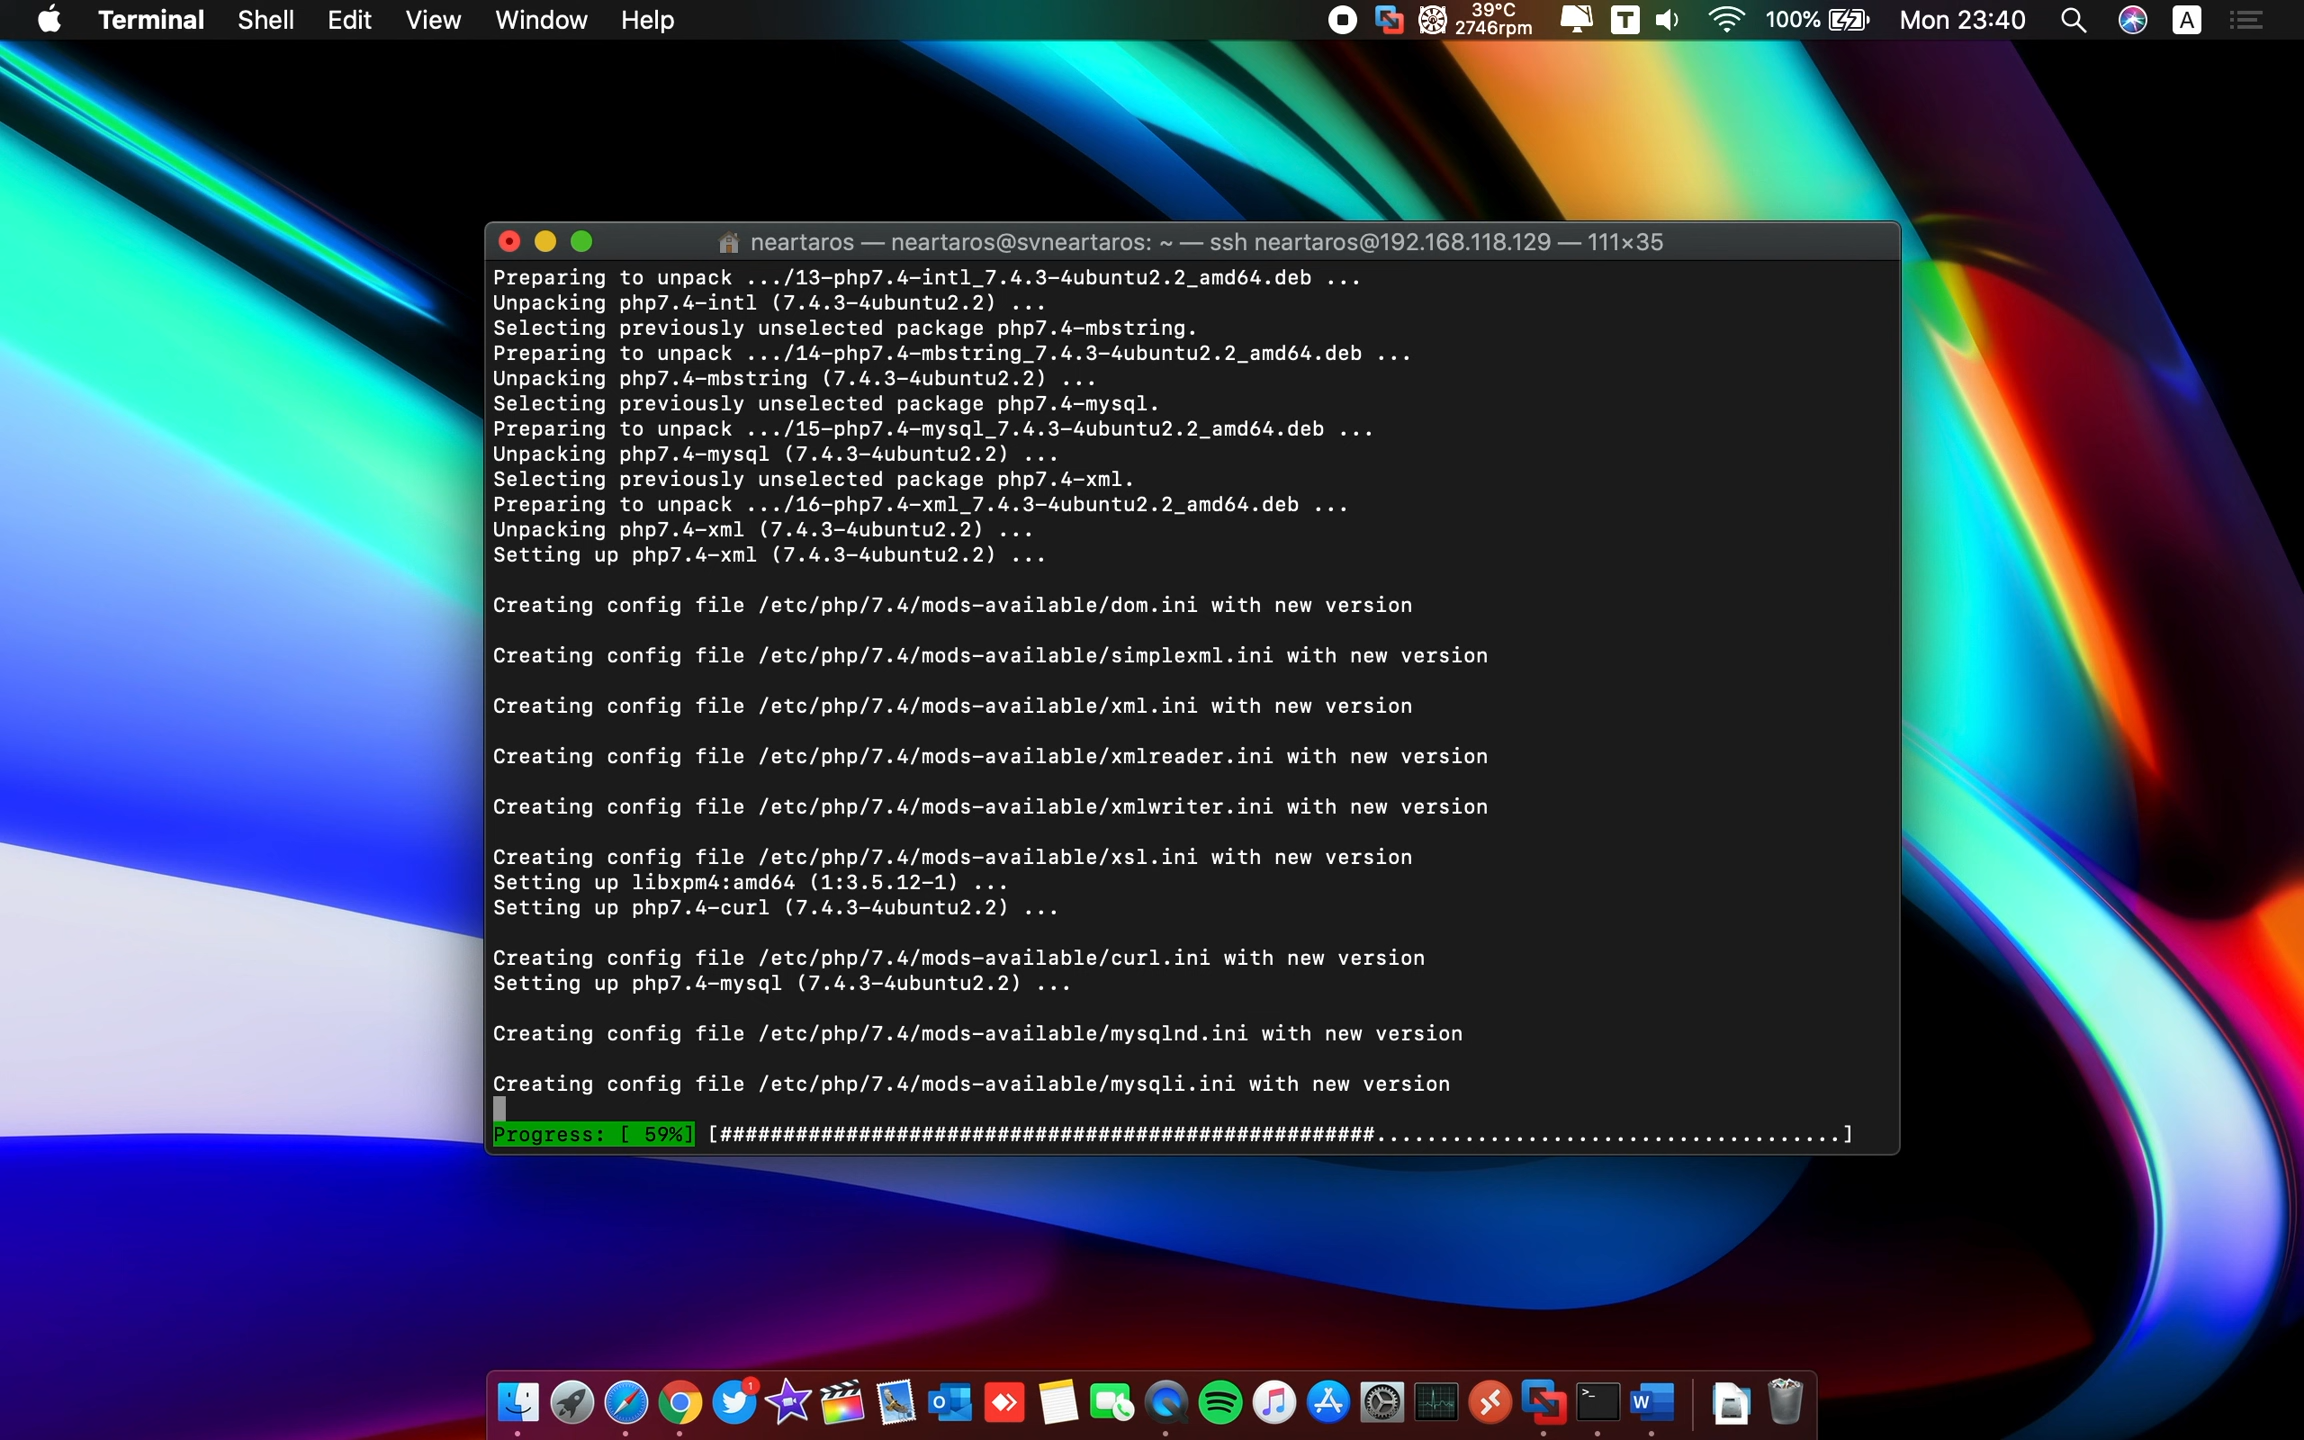 Terminal Shell Edit View Window Help
39°C
2746rpm
T
100%
Mon 23:40
A
neartaros — neartaros@svneartaros: ~ — ssh neartaros@192.168.118.129 — 111×35
Preparing to unpack .../13-php7.4-intl_7.4.3-4ubuntu2.2_amd64.deb ...
Unpacking php7.4-intl (7.4.3-4ubuntu2.2) ...
Selecting previously unselected package php7.4-mbstring.
Preparing to unpack .../14-php7.4-mbstring_7.4.3-4ubuntu2.2_amd64.deb ...
Unpacking php7.4-mbstring (7.4.3-4ubuntu2.2) ...
Selecting previously unselected package php7.4-mysql.
Preparing to unpack .../15-php7.4-mysql_7.4.3-4ubuntu2.2_amd64.deb ...
Unpacking php7.4-mysql (7.4.3-4ubuntu2.2) ...
Selecting previously unselected package php7.4-xml.
Preparing to unpack .../16-php7.4-xml_7.4.3-4ubuntu2.2_amd64.deb ...
Unpacking php7.4-xml (7.4.3-4ubuntu2.2) ...
Setting up php7.4-xml (7.4.3-4ubuntu2.2) ...
Creating config file /etc/php/7.4/mods-available/dom.ini with new version
Creating config file /etc/php/7.4/mods-available/simplexml.ini with new version
Creating config file /etc/php/7.4/mods-available/xml.ini with new version
Creating config file /etc/php/7.4/mods-available/xmlreader.ini with new version
Creating config file /etc/php/7.4/mods-available/xmlwriter.ini with new version
Creating config file /etc/php/7.4/mods-available/xsl.ini with new version
Setting up libxpm4:amd64 (1:3.5.12-1) ...
Setting up php7.4-curl (7.4.3-4ubuntu2.2) ...
Creating config file /etc/php/7.4/mods-available/curl.ini with new version
Setting up php7.4-mysql (7.4.3-4ubuntu2.2) ...
Creating config file /etc/php/7.4/mods-available/mysqlnd.ini with new version
Creating config file /etc/php/7.4/mods-available/mysqli.ini with new version
Progress: [ 59%] [####################################################.....................................]
1
O
>_
W